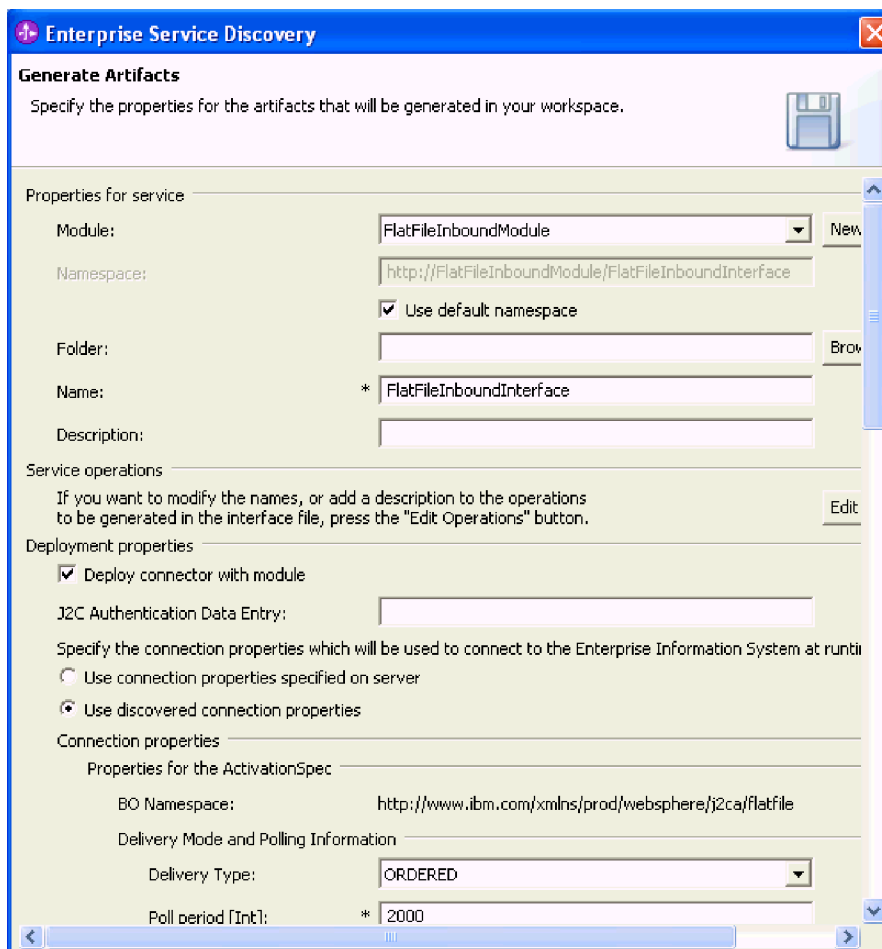 Enterprise Service Discovery
Generate Artifacts
Specify the properties for the artifacts that will be generated in your workspace.
Properties for service
Module: FlatFileInboundModule New
Namespace: http://FlatFileInboundModule/FlatFileInboundInterface
Use default namespace
Folder: Brow
Name: * FlatFileInboundInterface
Description:
Service operations
If you want to modify the names, or add a description to the operations
to be generated in the interface file, press the "Edit Operations" button. Edit
Deployment properties
Deploy connector with module
J2C Authentication Data Entry:
Specify the connection properties which will be used to connect to the Enterprise Information System at runti
Use connection properties specified on server
Use discovered connection properties
Connection properties
Properties for the ActivationSpec
BO Namespace: http://www.ibm.com/xmlns/prod/websphere/j2ca/flatfile
Delivery Mode and Polling Information
Delivery Type: ORDERED
Poll period [Int]: * 2000